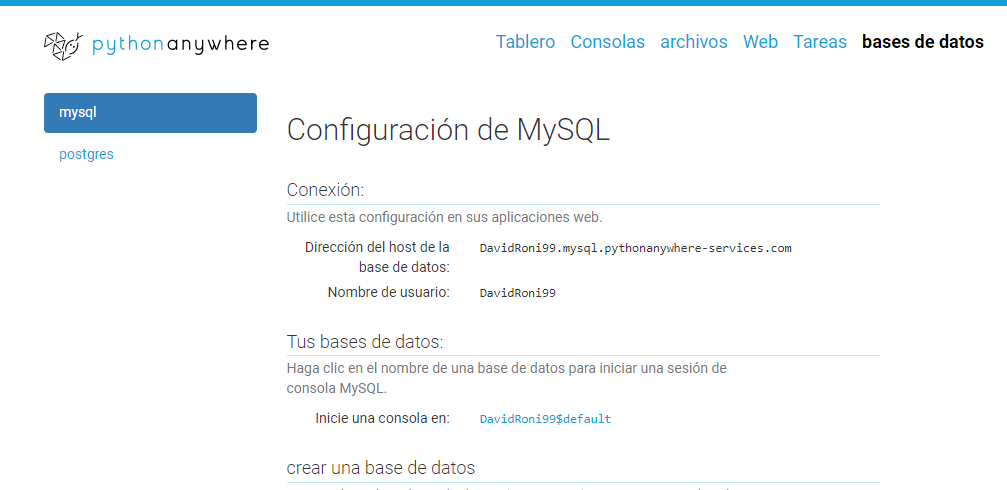 pythonanywhere
Tablero Consolas archivos Web Tareas bases de datos
mysql
postgres
Configuración de MySQL
Conexión:
Utilice esta configuración en sus aplicaciones web.
Dirección del host de la
base de datos:
DavidRoni99.mysql.pythonanywhere-services.com
Nombre de usuario:
DavidRoni99
Tus bases de datos:
Haga clic en el nombre de una base de datos para iniciar una sesión de
consola MySQL.
Inicie una consola en:
DavidRoni99$default
crear una base de datos